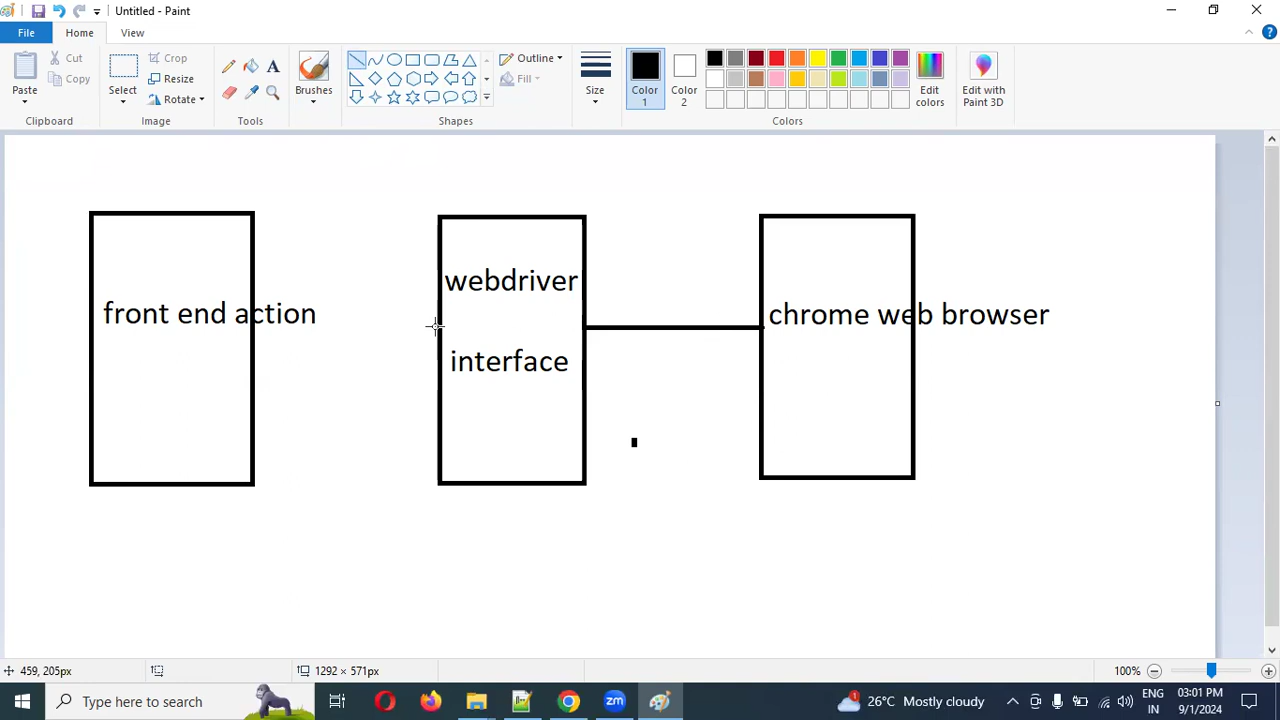 Untitled - Paint
File
Home
View
Paste
Cut
Copy
Clipboard
Select
Crop
Resize
Rotate
Image
A
Tools
Brushes
Shapes
Outline
Fill
Size
Color
1
Color
2
Edit
colors
Colors
Edit with
Paint 3D
front end action
webdriver
interface
chrome web browser
459, 205px
1292 × 571px
100%
Type here to search
zm
1
26°C Mostly cloudy
ENG
IN
03:01 PM
9/1/2024